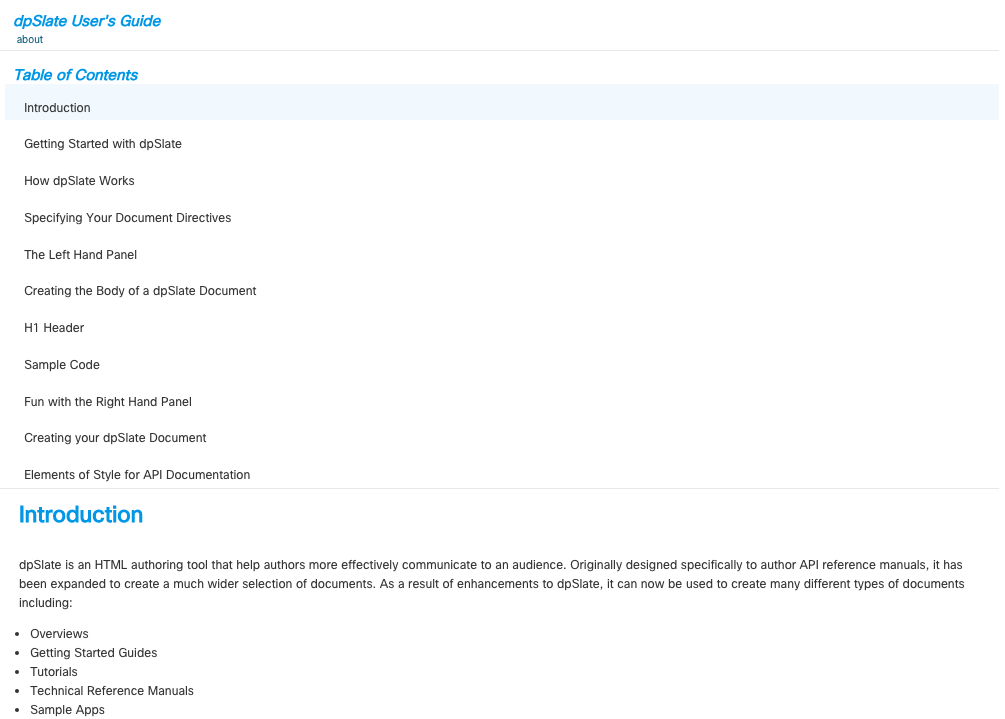 dpSlate User's Guide
about
Table of Contents
Introduction
Getting Started with dpSlate
How dpSlate Works
Specifying Your Document Directives
The Left Hand Panel
Creating the Body of a dpSlate Document
H1 Header
Sample Code
Fun with the Right Hand Panel
Creating your dpSlate Document
Elements of Style for API Documentation
Introduction
dpSlate is an HTML authoring tool that help authors more effectively communicate to an audience. Originally designed specifically to author API reference manuals, it has
been expanded to create a much wider selection of documents. As a result of enhancements to dpSlate, it can now be used to create many different types of documents
including:
• Overviews
• Getting Started Guides
• Tutorials
• Technical Reference Manuals
• Sample Apps